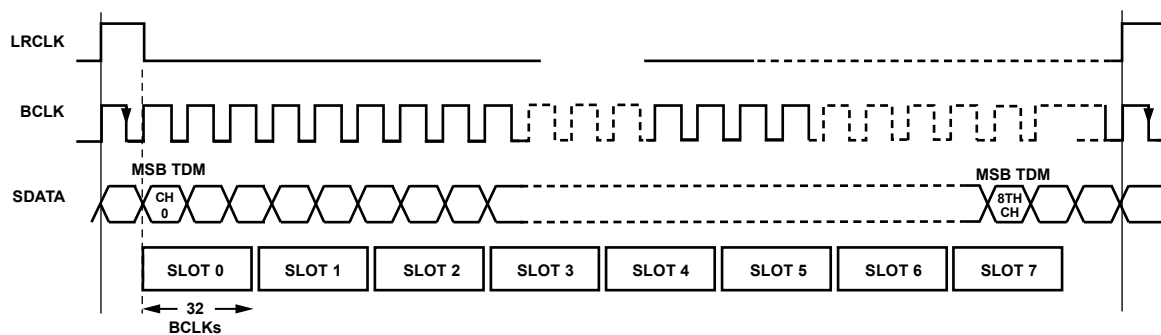 LRCLK
BCLK
MSB TDM
MSB TDM
SDATA
CH
0
8TH
CH
SLOT 0
SLOT 1
SLOT 2
SLOT 3
SLOT 4
SLOT 5
SLOT 6
SLOT 7
32
BCLKs